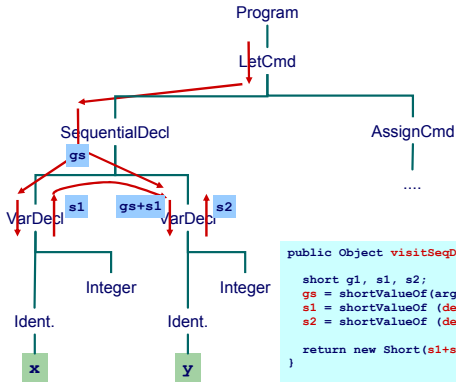 Program
LetCmd
SequentialDecl
AssignCmd
gs
....
s1
gs+s1
s2
VarDecl
VarDecl
public Object visitSeqD
Integer
Integer
short g1, s1, s2;
gs = shortValueOf(arg
s1 = shortValueOf (de
s2 = shortValueOf (de
Ident.
Ident.
return new Short(s1+s
}
x
y